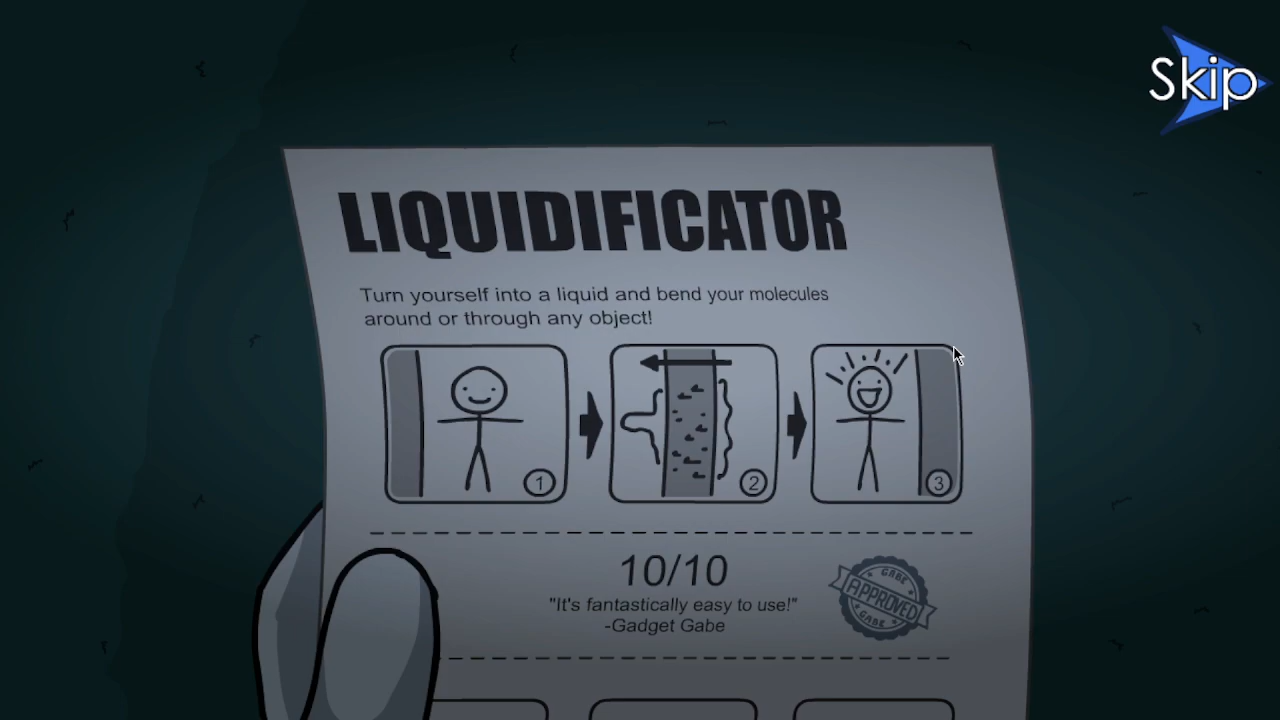 Skip
LIQUIDIFICATOR
Turn yourself into a liquid and bend your molecules
around or through any object!
1
2
3
10/10
"It's fantastically easy to use!"
-Gadget Gabe
GABE
APPROVED
GABE